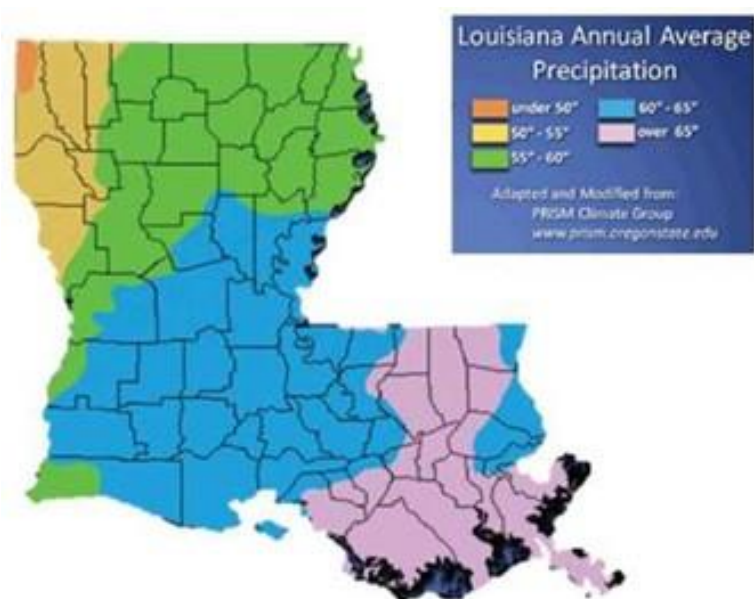 Louisiana Annual Average
Precipitation
under 50"
60" - 65"
50" - 55"
over 65"
55" - 60"
Adapted and Modified from:
PRISM Climate Group
www.prism.oregonstate.edu